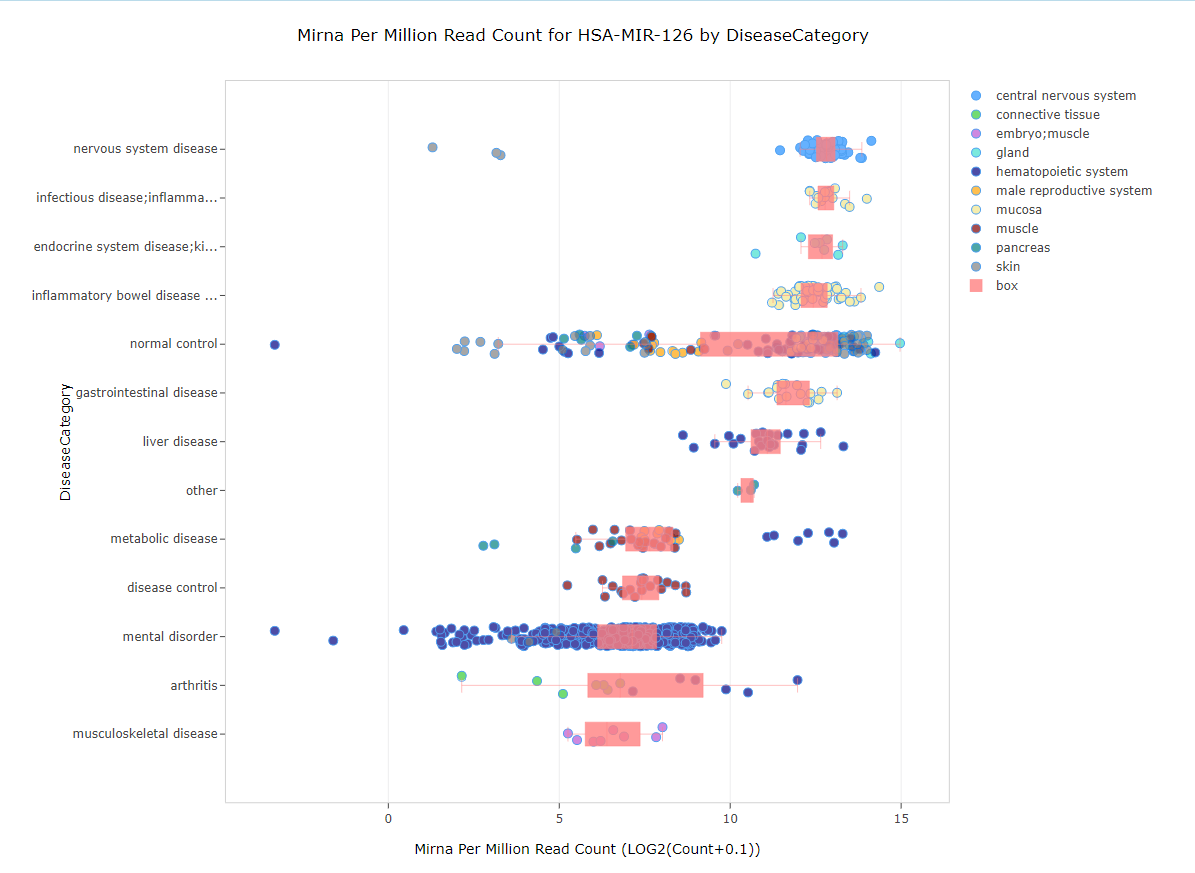 Mirna Per Million Read Count for HSA-MIR-126 by DiseaseCategory
central nervous system
connective tissue
embryo;muscle
gland
hematopoietic system
male reproductive system
mucosa
muscle
pancreas
skin
box
nervous system disease
infectious disease;inflamma...
endocrine system disease;ki...
inflammatory bowel disease ...
normal control
gastrointestinal disease
liver disease
other
metabolic disease
disease control
mental disorder
arthritis
musculoskeletal disease
DiseaseCategory
0 5 10 15
Mirna Per Million Read Count (LOG2(Count+0.1))